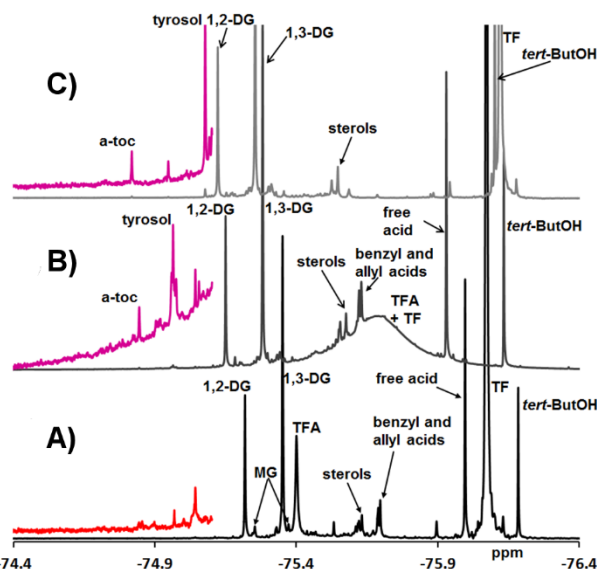 tyrosol 1,2-DG
1,3-DG
TF
tert-ButOH
C)
a-toc
sterols
tyrosol
1,2-DG
1,3-DG
free
acid
tert-ButOH
benzyl and
allyl acids
sterols
B)
a-toc
TFA
+ TF
1,2-DG
1,3-DG
free acid
TF
tert-ButOH
A)
TFA
benzyl and
allyl acids
MG
sterols
ppm
-74.4 -74.9 -75.4 -75.9 -76.4